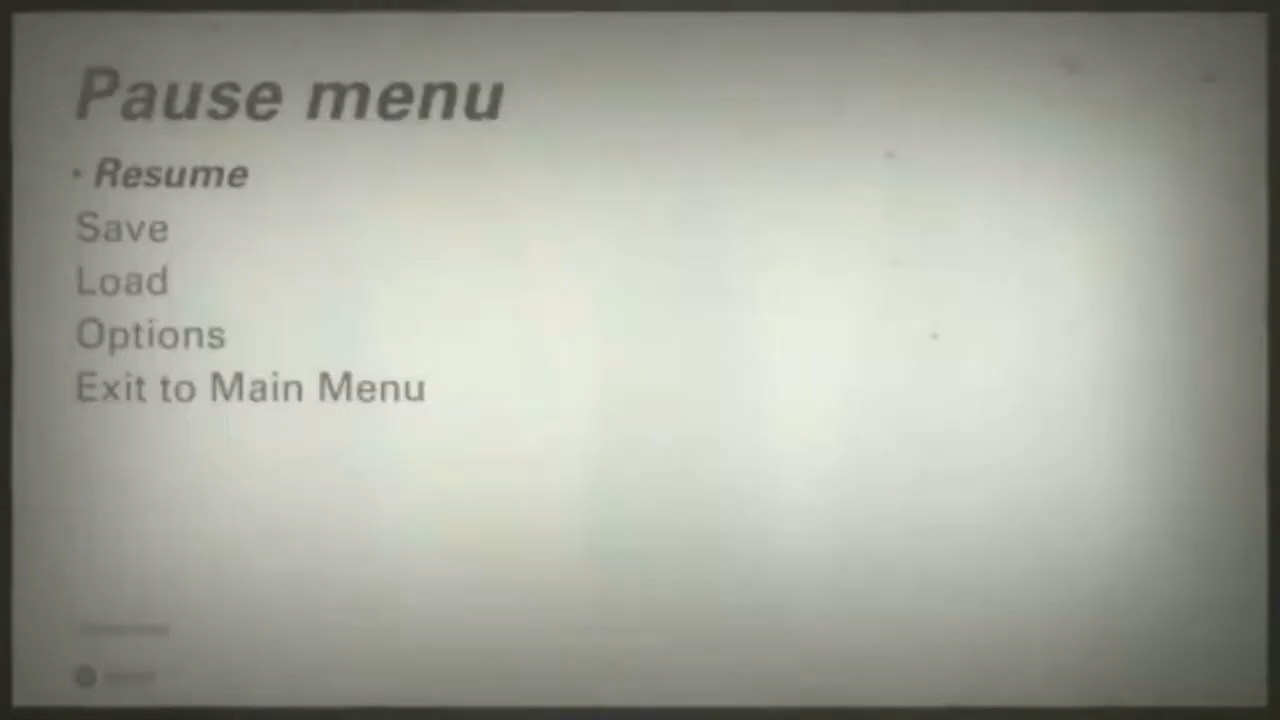 Pause menu
· Resume
Save
Load
Options
Exit to Main Menu